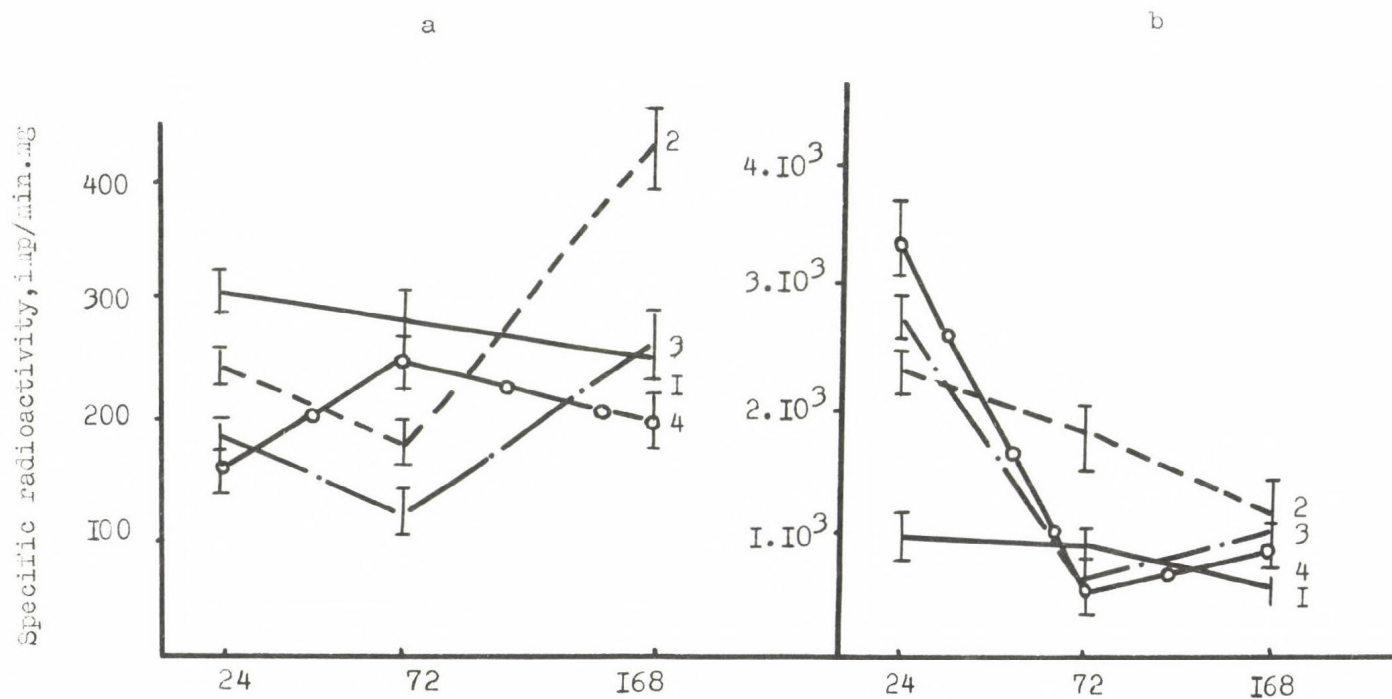 a
b
Specific radioactivity, imp/min.mg
400
300
200
I00
2
3
I
4
24
72
I68
4.I0³
3.I0³
2.I0³
I.I0³
2
3
4
I
24
72
I68